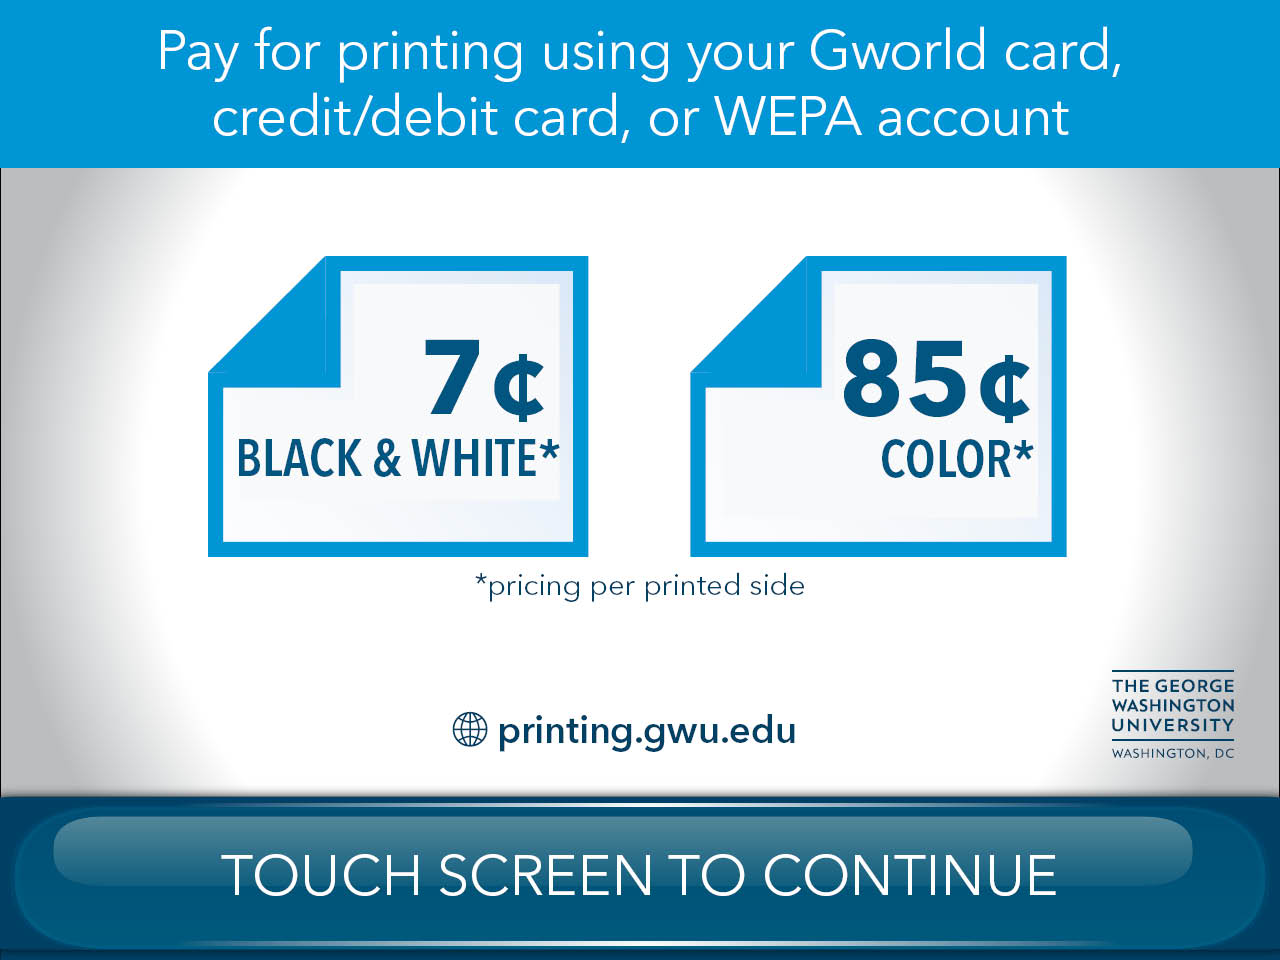 Pay for printing using your Gworld card,
credit/debit card, or WEPA account
7¢
BLACK & WHITE*
85¢
COLOR*
*pricing per printed side
printing.gwu.edu
THE GEORGE
WASHINGTON
UNIVERSITY
WASHINGTON, DC
TOUCH SCREEN TO CONTINUE